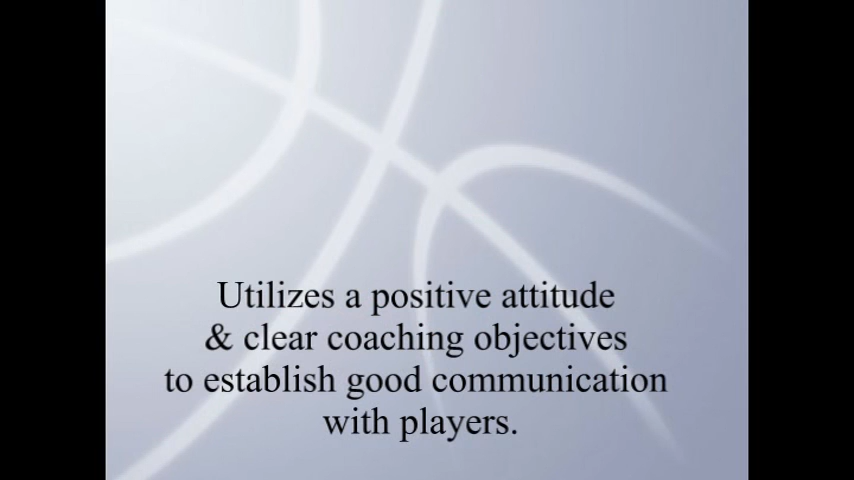 Utilizes a positive attitude
& clear coaching objectives
to establish good communication
with players.